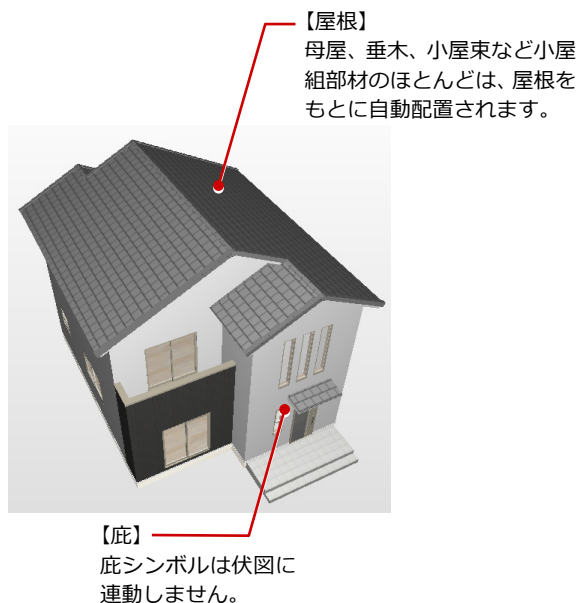 【屋根】
母屋、垂木、小屋束など小屋
組部材のほとんどは、屋根を
もとに自動配置されます。
【庇】
庇シンボルは伏図に
連動しません。